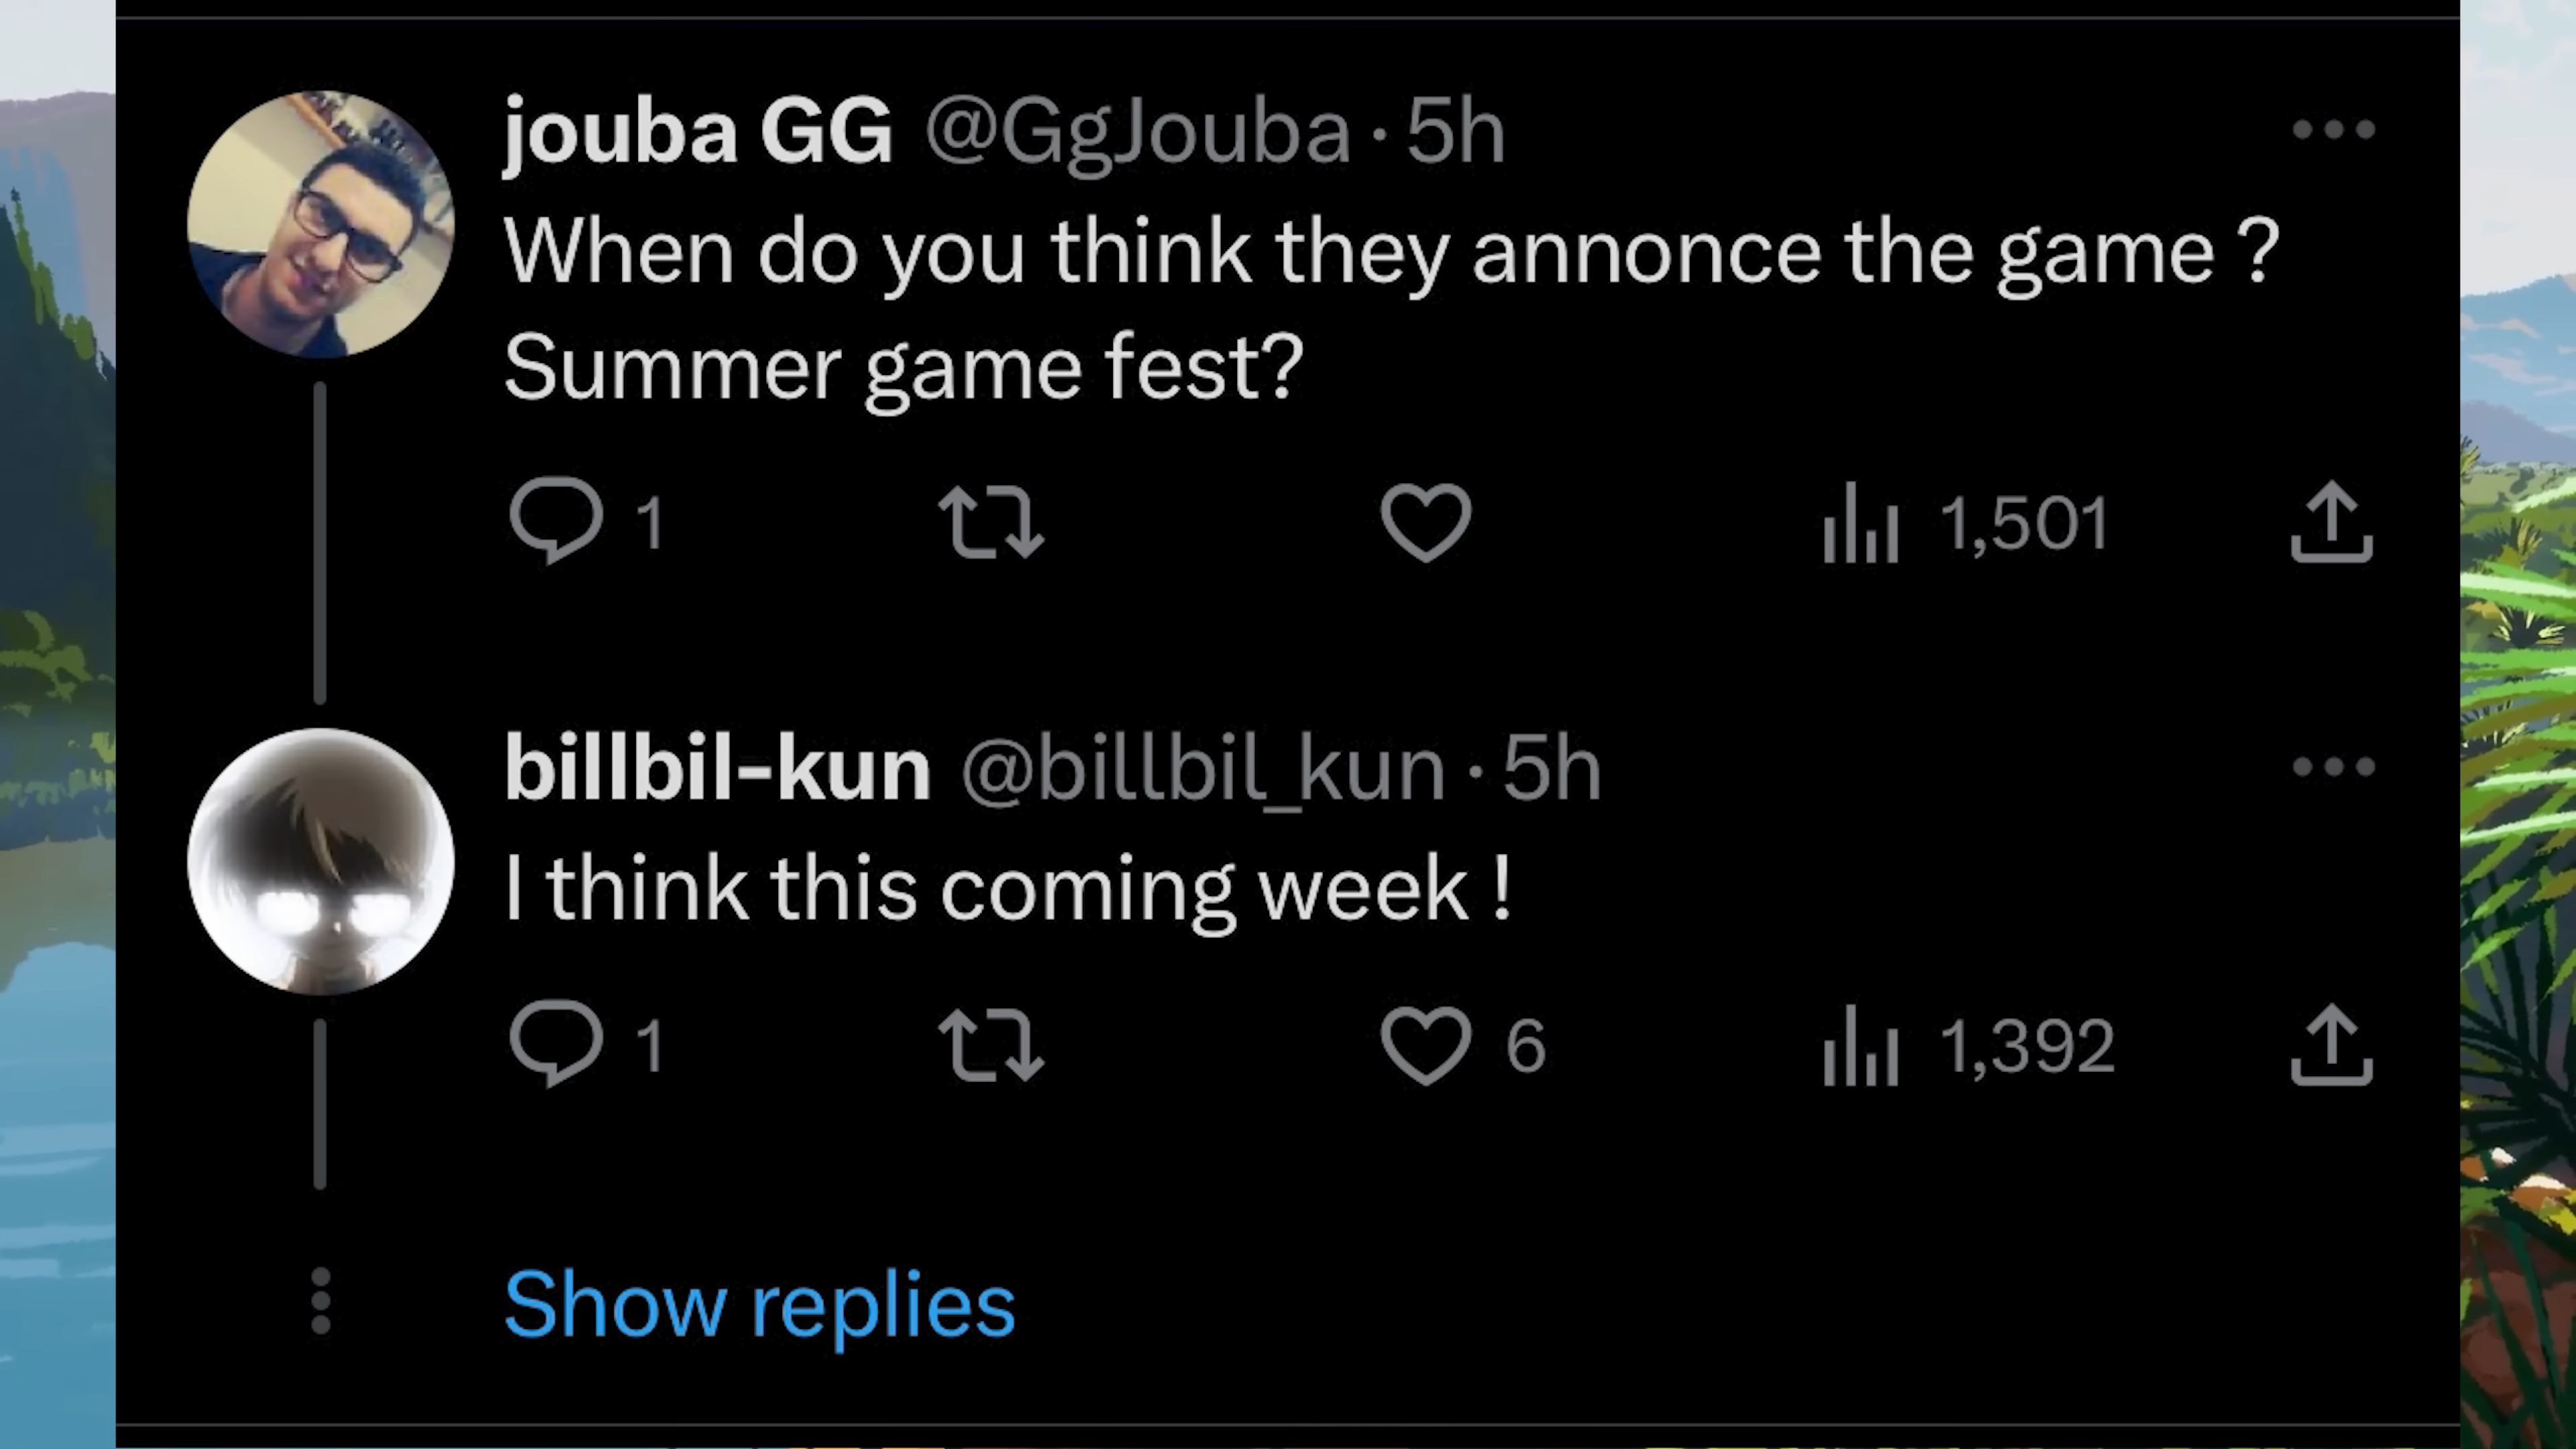 jouba GG @GgJouba · 5h
When do you think they annonce the game ?
Summer game fest?
1 1,501
billbil-kun @billbil_kun · 5h
I think this coming week !
1 6 1,392
Show replies